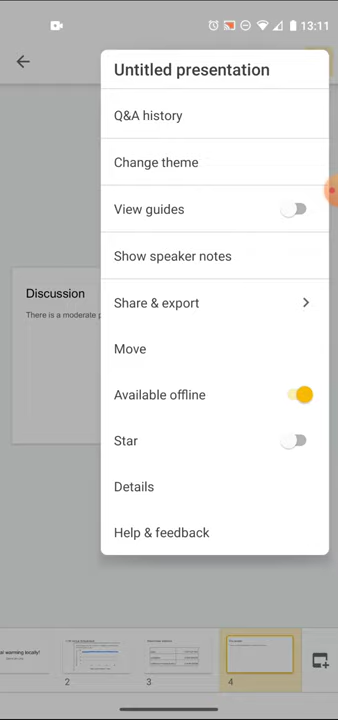 13:11
Untitled presentation
Q&A history
Change theme
View guides
Show speaker notes
Share & export
Move
Available offline
Star
Details
Help & feedback
Discussion
There is a moderate
2
3
4